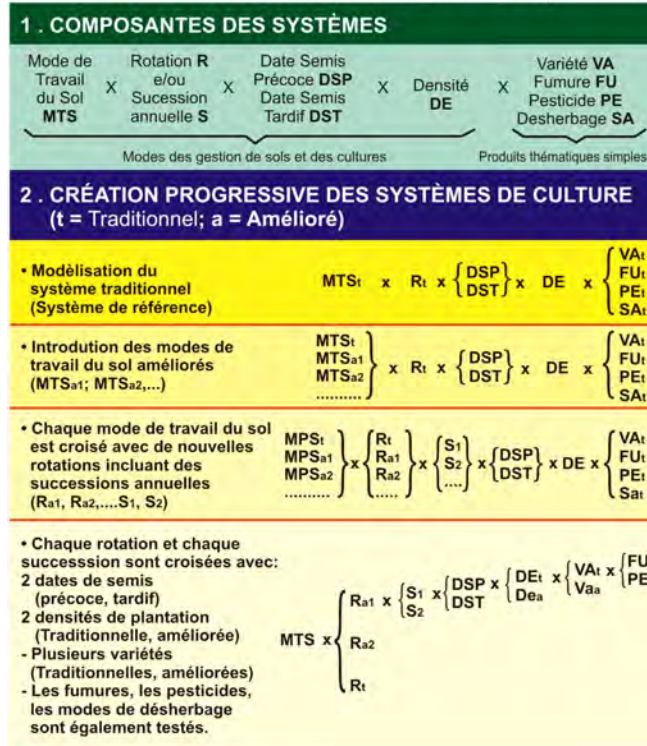 1 . COMPOSANTES DES SYSTÈMES
Mode de Travail du Sol MTS X Rotation R e/ou Sucession annuelle S X Date Semis Précoce DSP Date Semis Tardif DST X Densité DE X Variété VA Fumure FU Pesticide PE Desherbage SA
Modes des gestion de sols et des cultures
Produits thématiques simples
2 . CRÉATION PROGRESSIVE DES SYSTÈMES DE CULTURE
(t = Traditionnel; a = Amélioré)
• Modèlisation du
système traditionnel
(Système de référence)
MTSt x Rt x { DSP DST } x DE x { VAt FUt PEt SAt
• Introdution des modes de
travail du sol améliorés
(MTSa1; MTSa2,...)
MTSt MTSa1 MTSa2 .......... } x Rt x { DSP DST } x DE x { VAt FUt PEt SAt
• Chaque mode de travail du sol
est croisé avec de nouvelles
rotations incluant des
successions annuelles
(Ra1, Ra2,....S1, S2)
MPSt MPSa1 MPSa2 .......... } x { Rt Ra1 Ra2 ..... } x { S1 S2 .... } x { DSP DST } x DE x { VAt FUt PEt Sat
• Chaque rotation et chaque
successsion sont croisées avec:
2 dates de semis
(précoce, tardif)
2 densités de plantation
(Traditionnelle, améliorée)
- Plusieurs variétés
(Traditionnelles, améliorées)
- Les fumures, les pesticides,
les modes de désherbage
sont également testés.
MTS x { Ra1 x { S1 S2 x { DSP DST x { DEt Dea x { VAt Vaa x { FU PE
Ra2
Rt